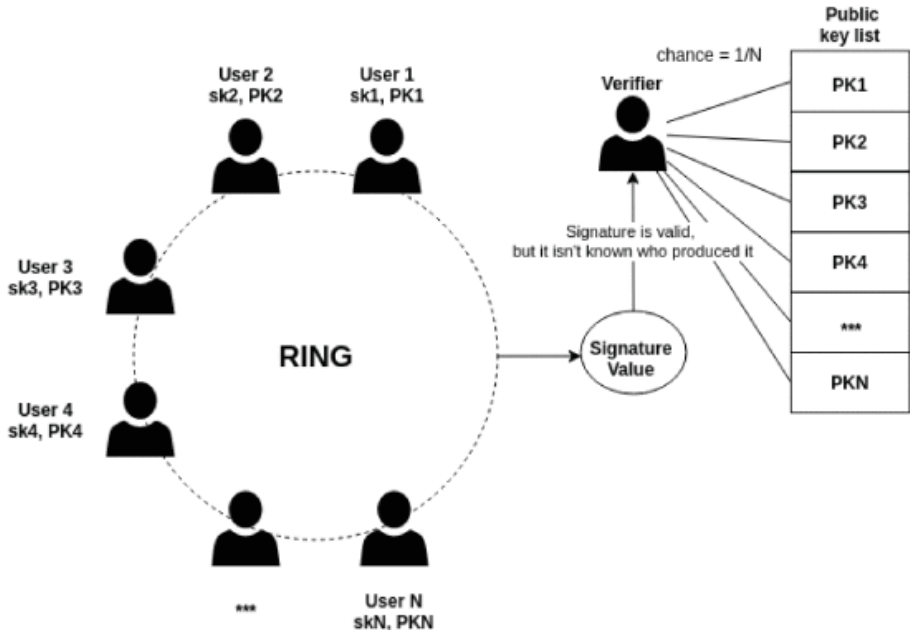 Public
key list
chance = 1/N
Verifier
PK1
PK2
PK3
PK4
***
PKN
User 2
sk2, PK2
User 1
sk1, PK1
User 3
sk3, PK3
User 4
sk4, PK4
RING
Signature is valid,
but it isn't known who produced it
Signature
Value
***
User N
skN, PKN